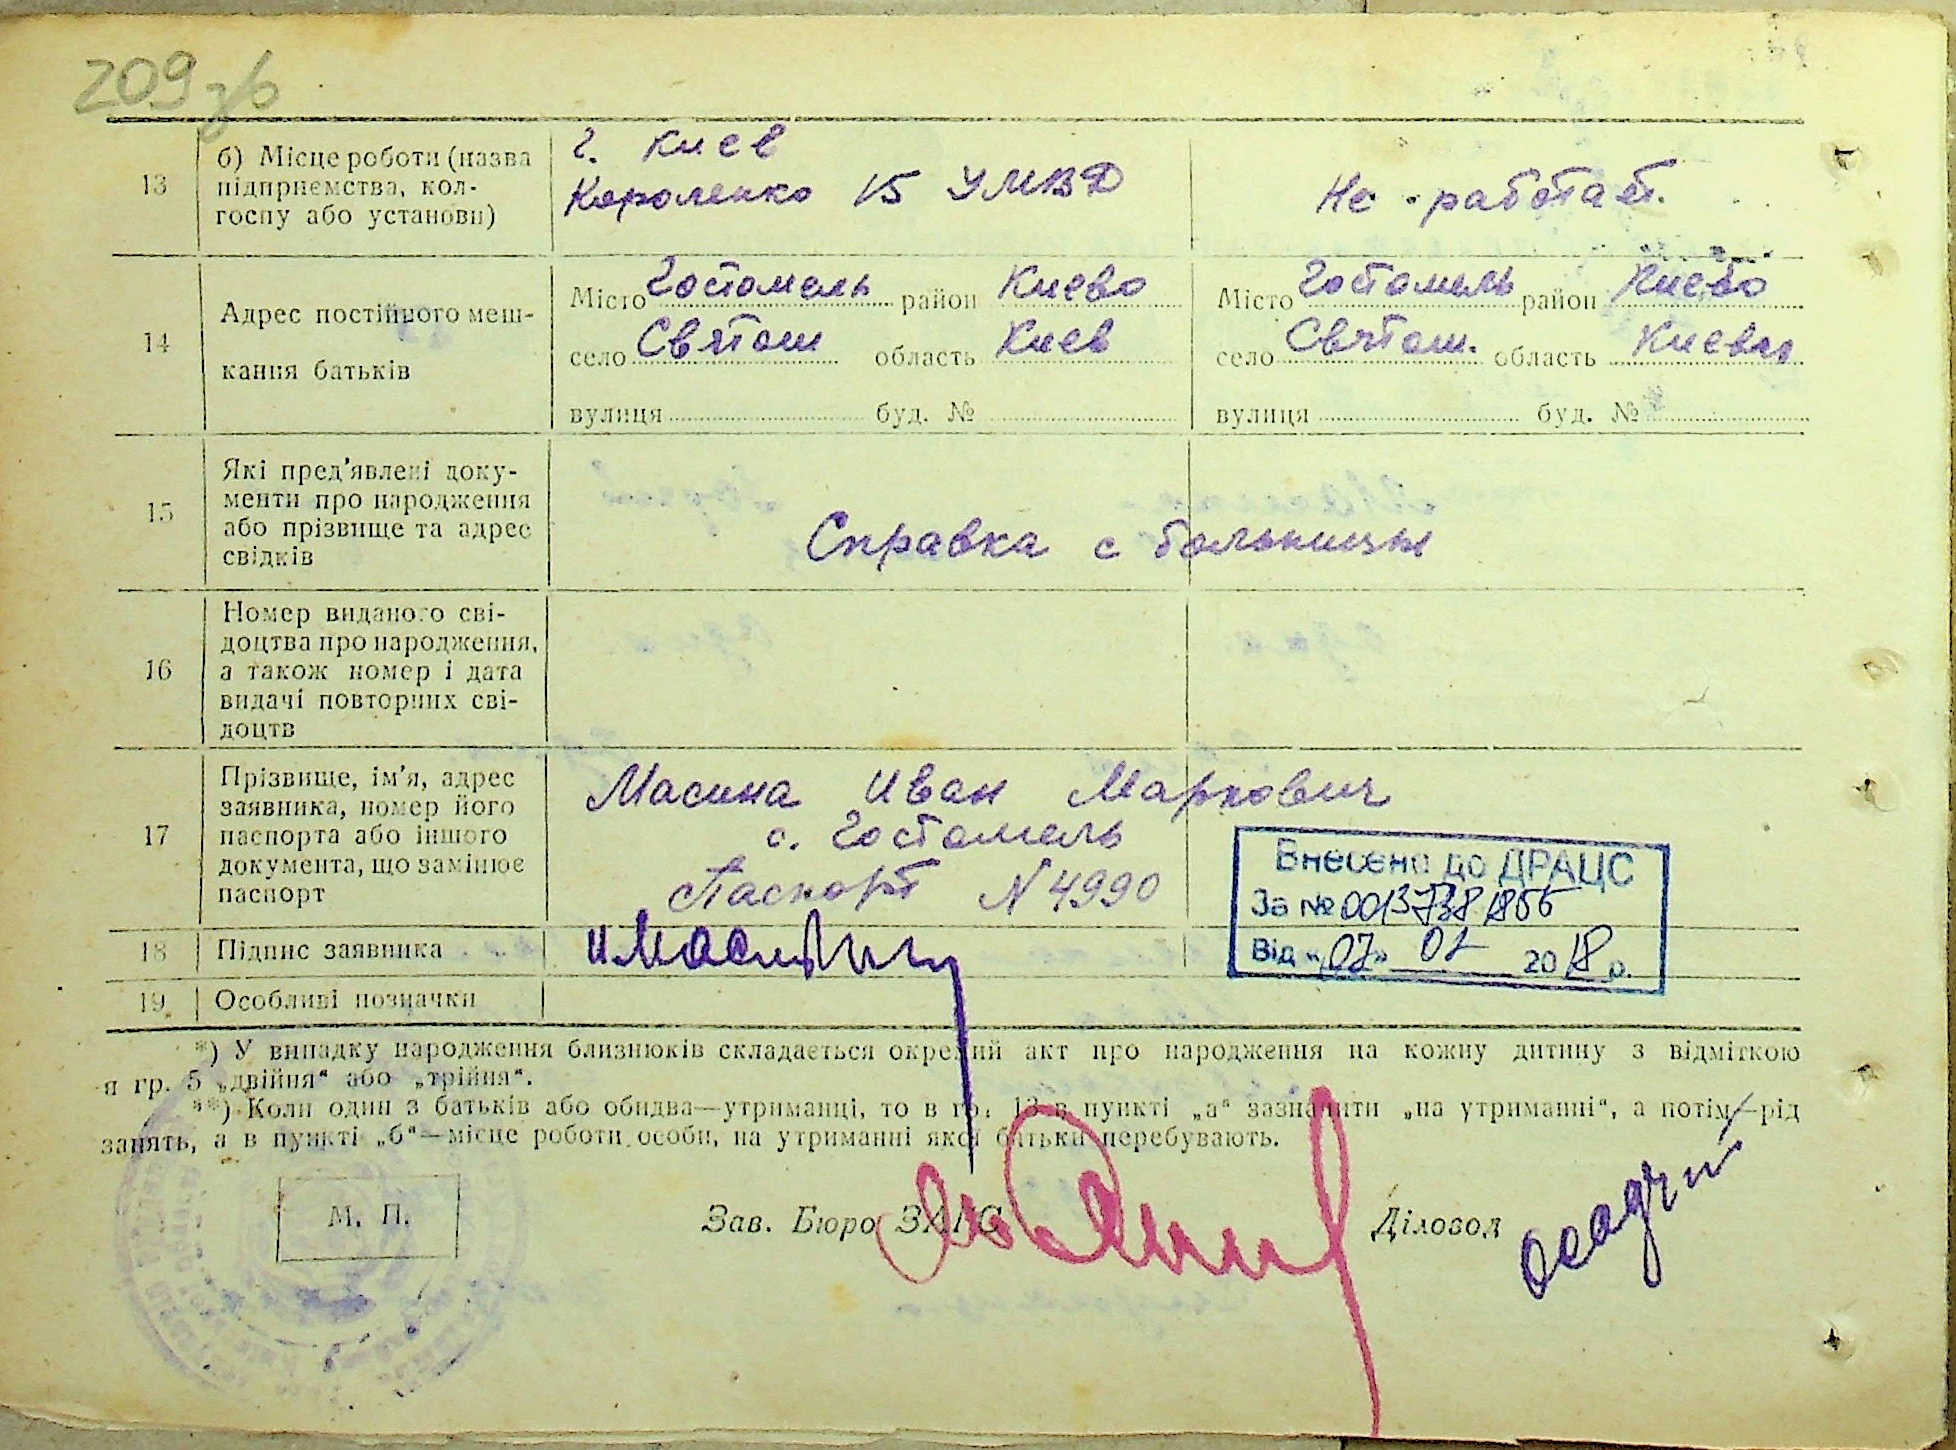 209 зв
13
б) Місце роботи (назва
підприємства, кол-
госпу або установи)
г. Киев
Короленко 15 УМВД
Не работает.
14
Адрес постійного меш-
кання батьків
Місто Гостомель район Киево
село Святош область Киев
вулиця буд. №
Місто Гостомель район Киево
село Святош. область
вулиця буд. №
15
Які пред'явлені доку-
менти про народження
або прізвище та адрес
свідків
Справка с больницы
16
Номер виданого сві-
доцтва про народження,
а також номер і дата
видачі повторних сві-
доцтв
17
Прізвище, ім'я, адрес
заявника, номер його
паспорта або іншого
документа, що замінює
паспорт
Масина Иван Маркович
с. Гостомель
Паспорт N 4990
Внесено до ДРАЦС
За №
Від « 2018 р.
18
Підпис заявника
19
Особливі позначки
*) У випадку народження близнюків складається окремий акт про народження на кожну дитину з відміткою
в гр. 5 „двійня“ або „трійня“.
**) Коли один з батьків або обидва—утриманці, то в гр. 13 в пункті „а“ зазначити „на утриманні“, а потім—рід
занять, а в пункті „б“—місце роботи особи, на утриманні якої батьки перебувають.
М. П.
Зав. Бюро ЗАГС
Діловод